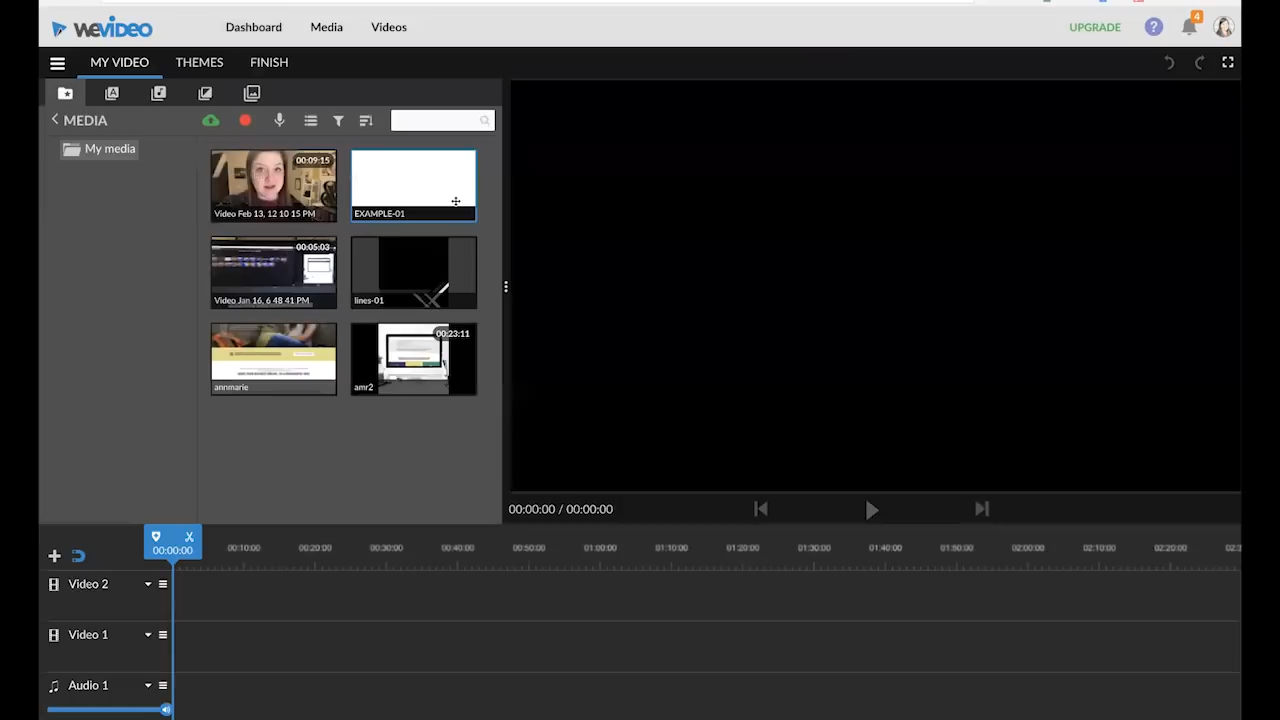 wevideo
Dashboard Media Videos
UPGRADE
4
MY VIDEO THEMES FINISH
MEDIA
My media
00:09:15
Video Feb 13, 12 10 15 PM
EXAMPLE-01
00:05:03
Video Jan 16, 6 48 41 PM
lines-01
annmarie
00:23:11
amr2
00:00:00 / 00:00:00
00:00:00
00:10:00 00:20:00 00:30:00 00:40:00 00:50:00 01:00:00 01:10:00 01:20:00 01:30:00 01:40:00 01:50:00 02:00:00 02:10:00 02:20:00
Video 2
Video 1
Audio 1